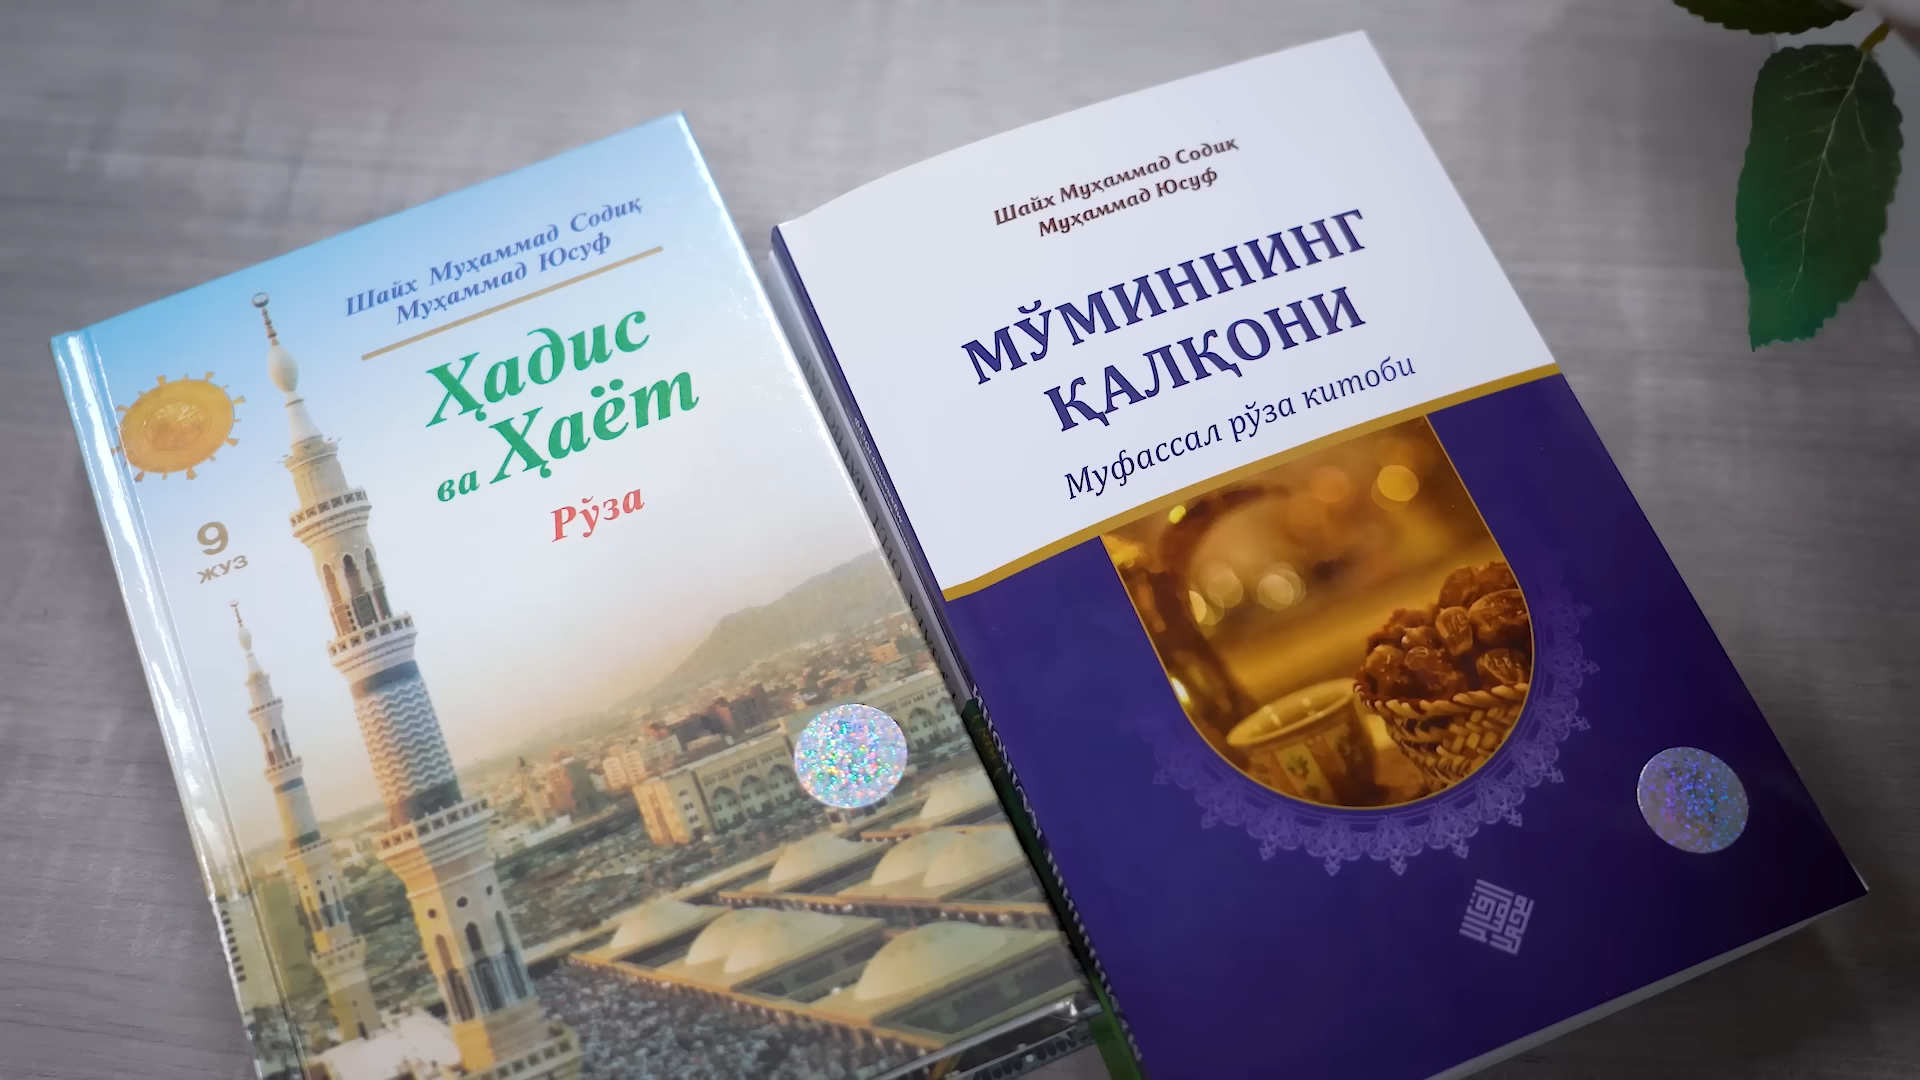 Шайх Муҳаммад Содиқ
Муҳаммад Юсуф
Ҳадис
ва Ҳаёт
Рўза
9
жуз
Шайх Муҳаммад Содиқ
Муҳаммад Юсуф
МЎМИННИНГ
ҚАЛҚОНИ
Муфассал рўза китоби